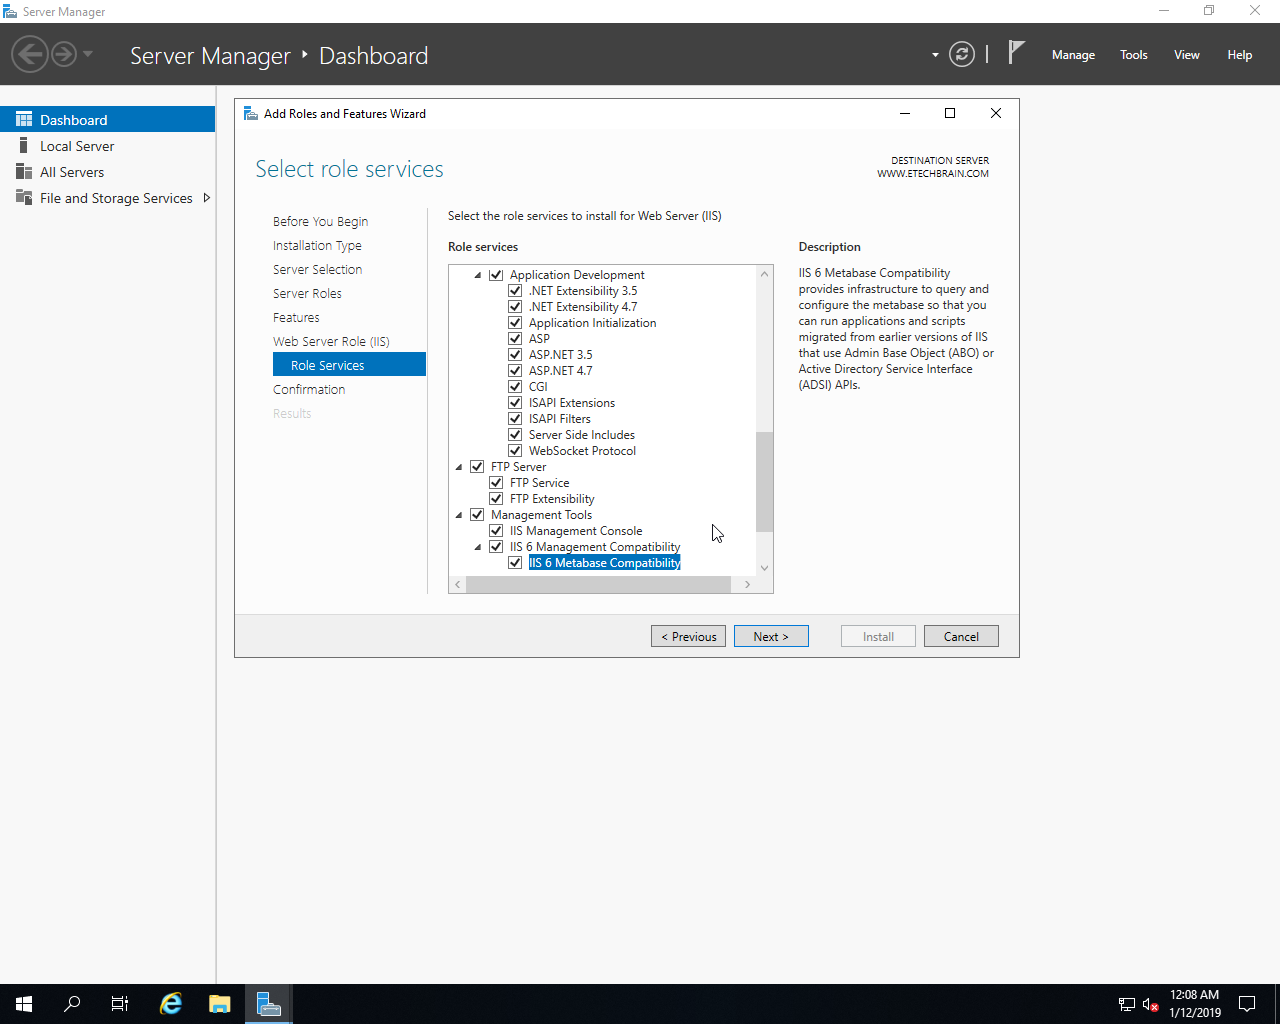 Server Manager
Server Manager ‣ Dashboard
Manage Tools View Help
Dashboard
Local Server
All Servers
File and Storage Services
Add Roles and Features Wizard
Select role services
DESTINATION SERVER
WWW.ETECHBRAIN.COM
Before You Begin
Installation Type
Server Selection
Server Roles
Features
Web Server Role (IIS)
Role Services
Confirmation
Results
Select the role services to install for Web Server (IIS)
Role services
Application Development
.NET Extensibility 3.5
.NET Extensibility 4.7
Application Initialization
ASP
ASP.NET 3.5
ASP.NET 4.7
CGI
ISAPI Extensions
ISAPI Filters
Server Side Includes
WebSocket Protocol
FTP Server
FTP Service
FTP Extensibility
Management Tools
IIS Management Console
IIS 6 Management Compatibility
IIS 6 Metabase Compatibility
Description
IIS 6 Metabase Compatibility
provides infrastructure to query and
configure the metabase so that you
can run applications and scripts
migrated from earlier versions of IIS
that use Admin Base Object (ABO) or
Active Directory Service Interface
(ADSI) APIs.
< Previous Next > Install Cancel
12:08 AM
1/12/2019